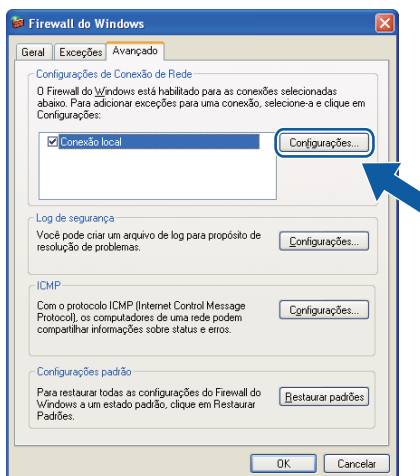 Firewall do Windows
Geral Exceções Avançado
Configurações de Conexão de Rede
O Firewall do Windows está habilitado para as conexões selecionadas
abaixo. Para adicionar exceções para uma conexão, selecione-a e clique em
Configurações:
Conexão local
Configurações...
Log de segurança
Você pode criar um arquivo de log para propósito de
resolução de problemas.
Configurações...
ICMP
Com o protocolo ICMP (Internet Control Message
Protocol), os computadores de uma rede podem
compartilhar informações sobre status e erros.
Configurações...
Configurações padrão
Para restaurar todas as configurações do Firewall do
Windows a um estado padrão, clique em Restaurar
Padrões.
Restaurar padrões
OK Cancelar